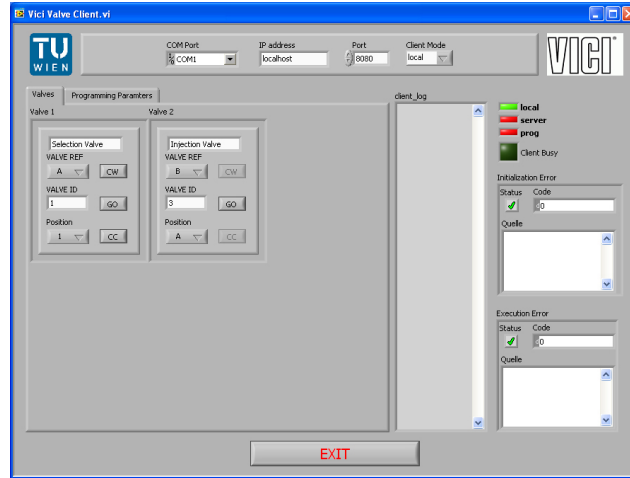 Vici Valve Client.vi
TU
WIEN
COM Port
COM1
IP address
localhost
Port
8080
Client Mode
local
VICI
Valves
Programming Paramters
Valve 1
Selection Valve
VALVE REF
A
CW
VALVE ID
1
GO
Position
1
CC
Valve 2
Injection Valve
VALVE REF
B
CW
VALVE ID
3
GO
Position
A
CC
client_log
local
server
prog
Client Busy
Initialization Error
Status Code
0
Quelle
Execution Error
Status Code
0
Quelle
EXIT